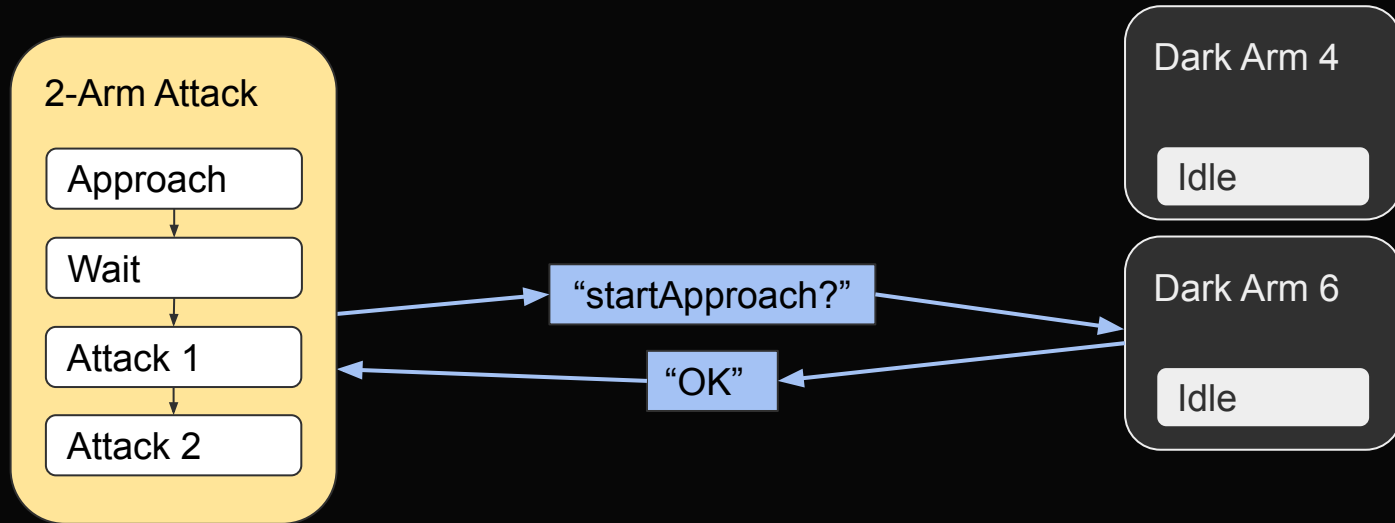 2-Arm Attack
Approach
Wait
Attack 1
Attack 2
“startApproach?”
“OK”
Dark Arm 4
Idle
Dark Arm 6
Idle